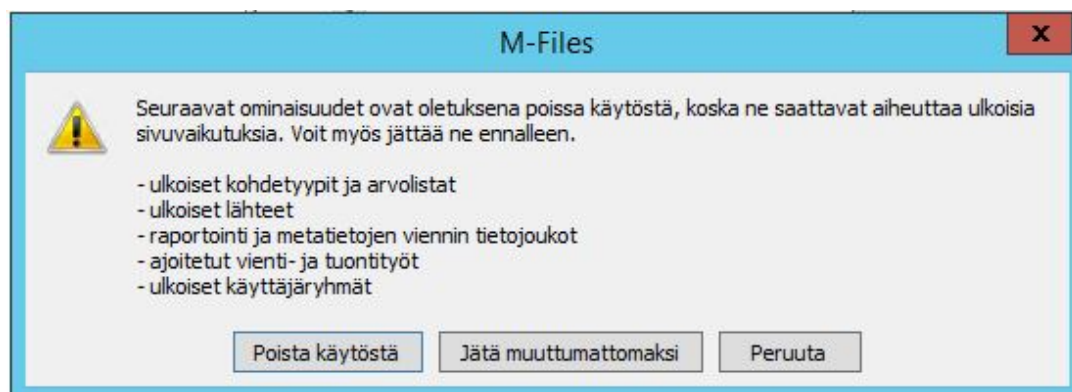 M-Files
x
Seuraavat ominaisuudet ovat oletuksena poissa käytöstä, koska ne saattavat aiheuttaa ulkoisia
sivuvaikutuksia. Voit myös jättää ne ennalleen.
- ulkoiset kohdetyypit ja arvolistat
- ulkoiset lähteet
- raportointi ja metatietojen viennin tietojoukot
- ajoitetut vienti- ja tuontityöt
- ulkoiset käyttäjäryhmät
Poista käytöstä Jätä muuttumattomaksi Peruuta